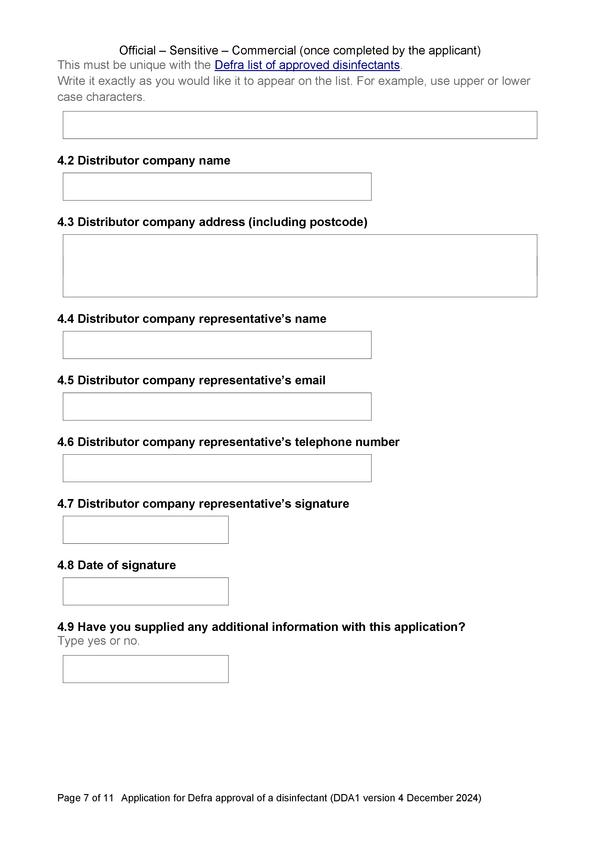 Official – Sensitive – Commercial (once completed by the applicant)
This must be unique with the Defra list of approved disinfectants.
Write it exactly as you would like it to appear on the list. For example, use upper or lower
case characters.
4.2 Distributor company name
4.3 Distributor company address (including postcode)
4.4 Distributor company representative’s name
4.5 Distributor company representative’s email
4.6 Distributor company representative’s telephone number
4.7 Distributor company representative’s signature
4.8 Date of signature
4.9 Have you supplied any additional information with this application?
Type yes or no.
Page 7 of 11 Application for Defra approval of a disinfectant (DDA1 version 4 December 2024)